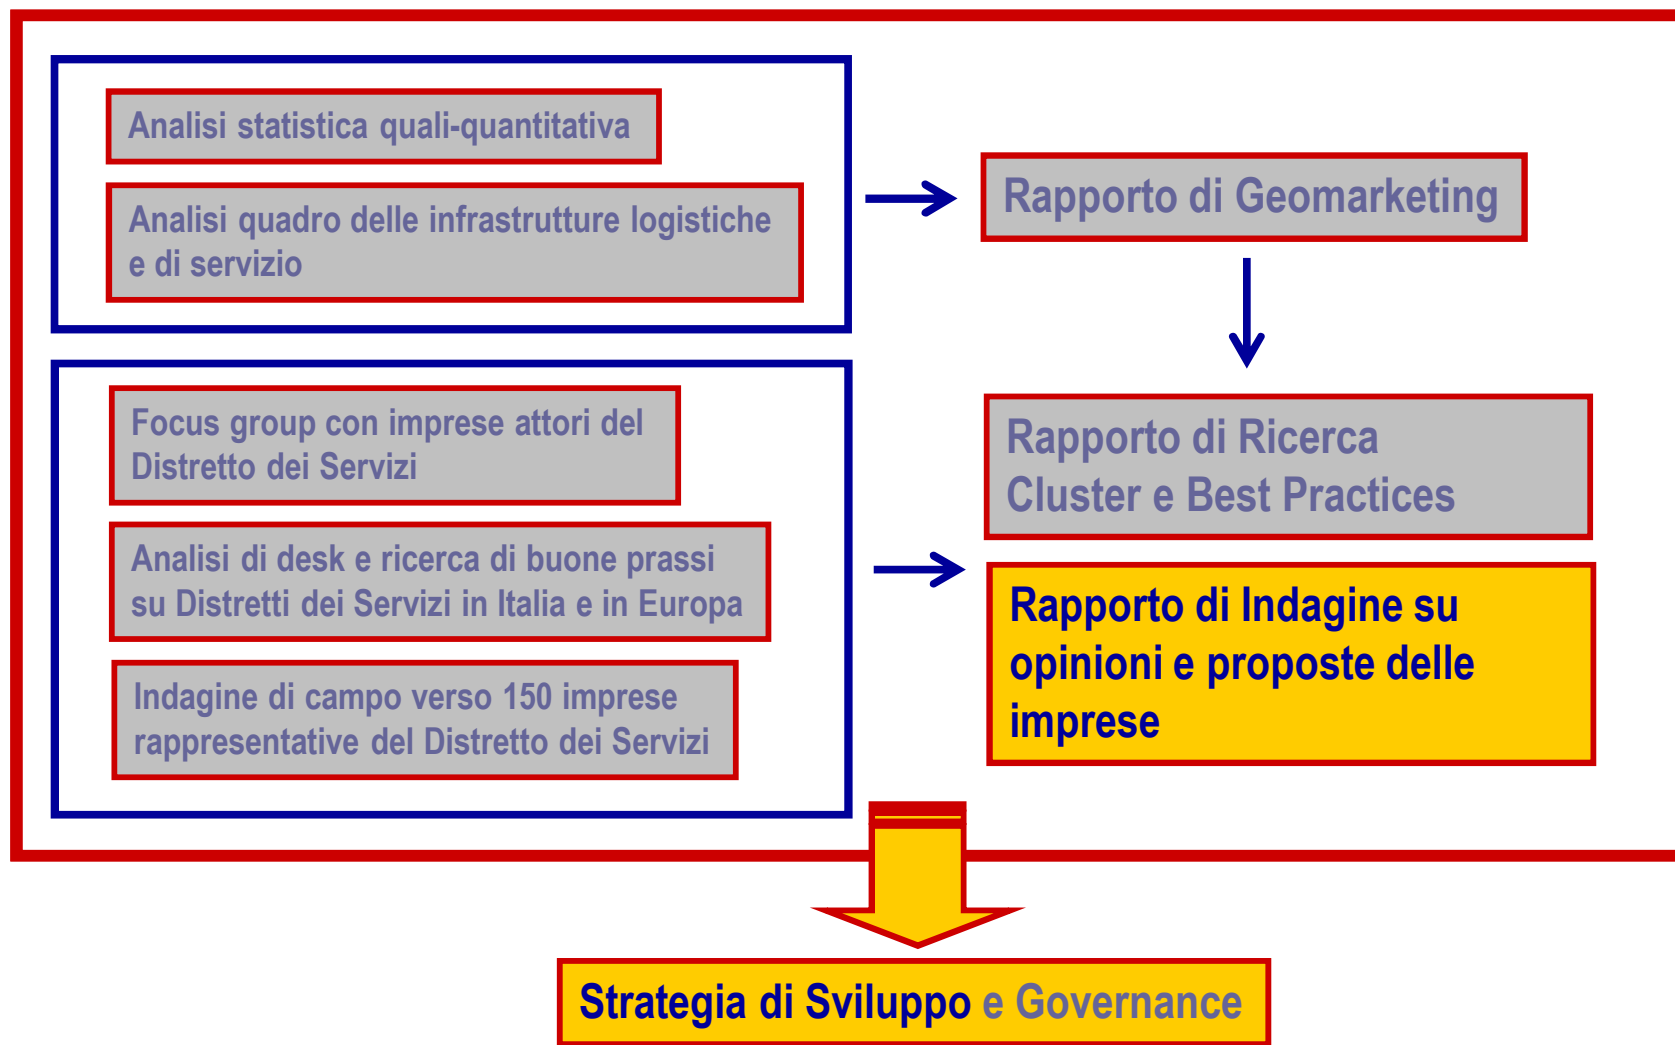 Analisi statistica quali-quantitativa
Analisi quadro delle infrastrutture logistiche
e di servizio
Rapporto di Geomarketing
Focus group con imprese attori del
Distretto dei Servizi
Analisi di desk e ricerca di buone prassi
su Distretti dei Servizi in Italia e in Europa
Indagine di campo verso 150 imprese
rappresentative del Distretto dei Servizi
Rapporto di Ricerca
Cluster e Best Practices
Rapporto di Indagine su
opinioni e proposte delle
imprese
Strategia di Sviluppo e Governance